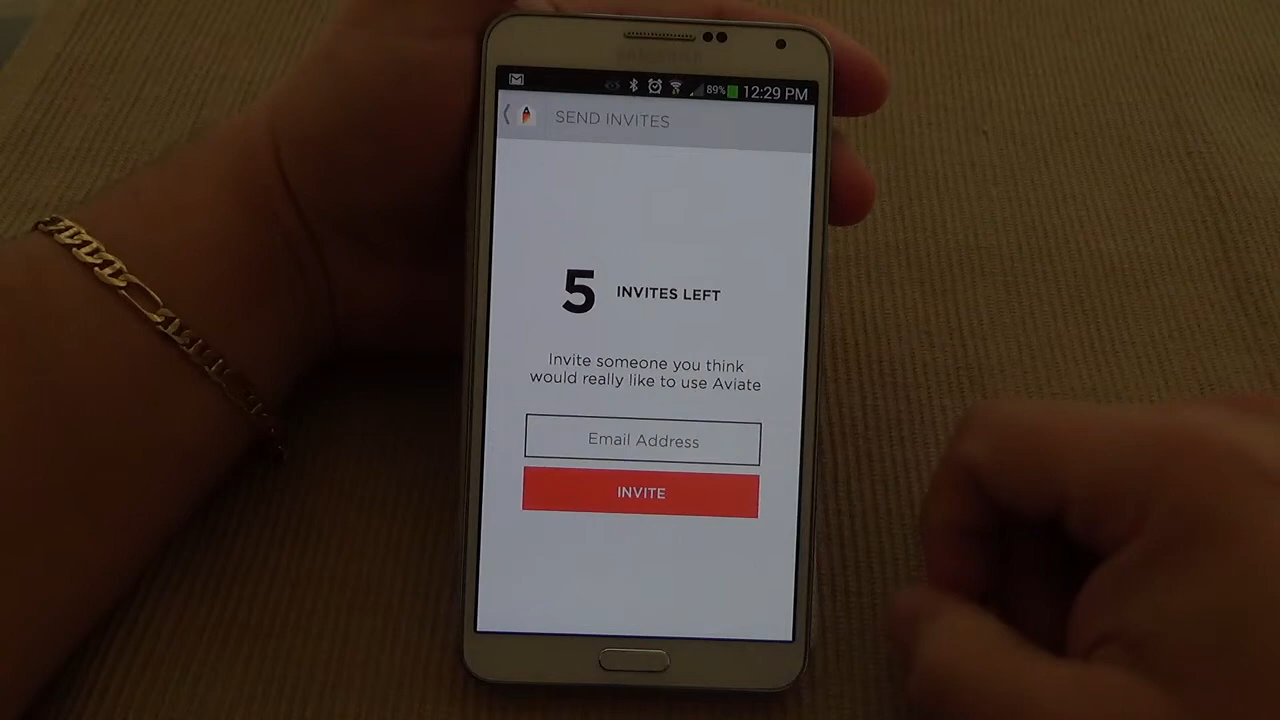 89% 12:29 PM
SEND INVITES
5 INVITES LEFT
Invite someone you think
would really like to use Aviate
Email Address
INVITE